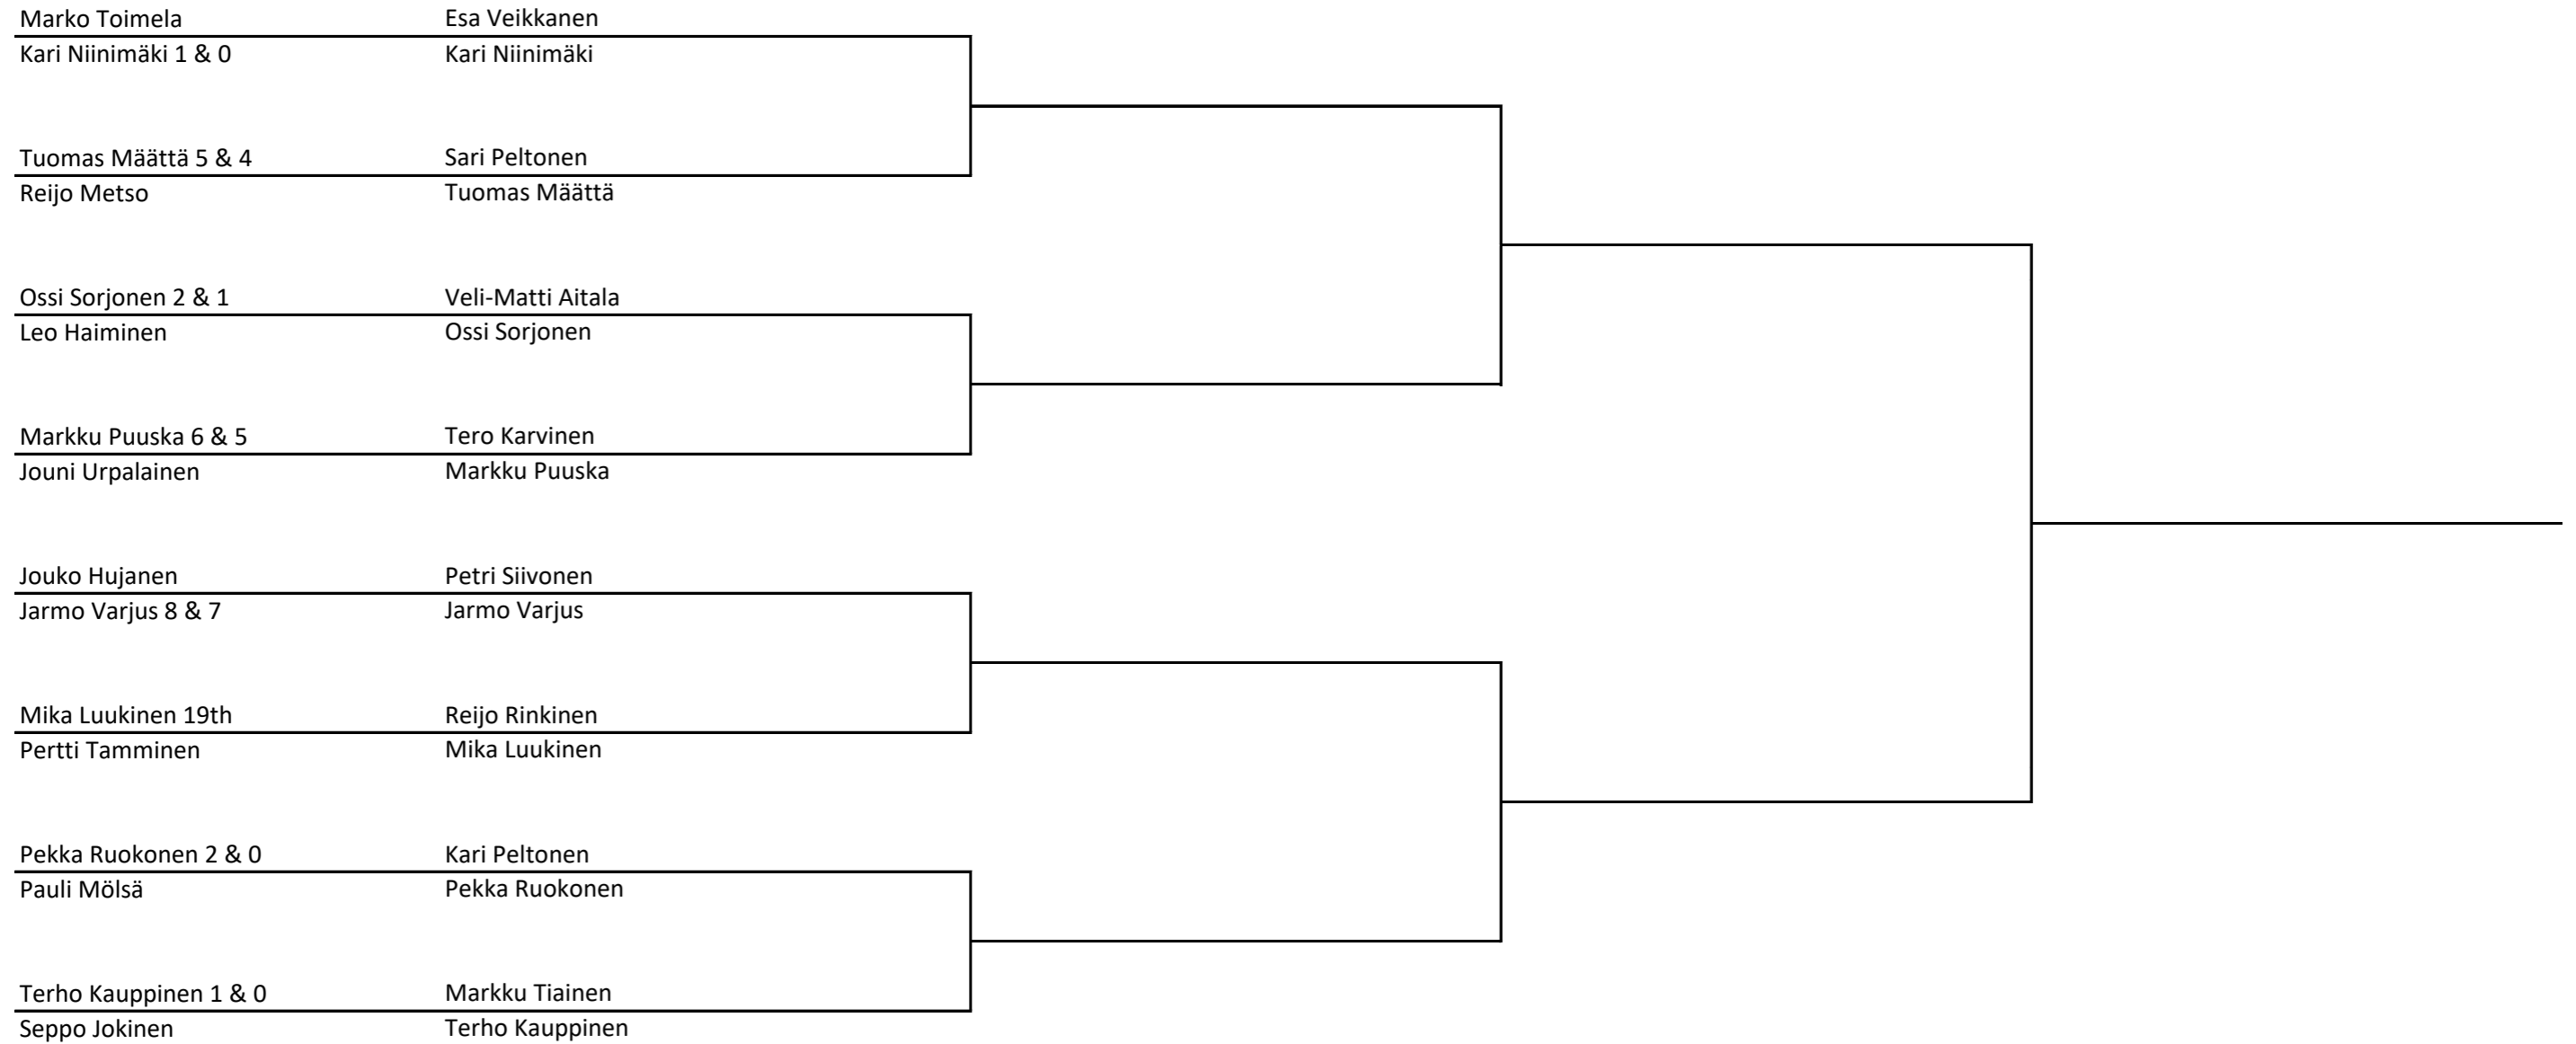 Marko Toimela
Esa Veikkanen
Kari Niinimäki 1 & 0
Kari Niinimäki
Tuomas Määttä 5 & 4
Sari Peltonen
Reijo Metso
Tuomas Määttä
Ossi Sorjonen 2 & 1
Veli-Matti Aitala
Leo Haiminen
Ossi Sorjonen
Markku Puuska 6 & 5
Tero Karvinen
Jouni Urpalainen
Markku Puuska
Jouko Hujanen
Petri Siivonen
Jarmo Varjus 8 & 7
Jarmo Varjus
Mika Luukinen 19th
Reijo Rinkinen
Pertti Tamminen
Mika Luukinen
Pekka Ruokonen 2 & 0
Kari Peltonen
Pauli Mölsä
Pekka Ruokonen
Terho Kauppinen 1 & 0
Markku Tiainen
Seppo Jokinen
Terho Kauppinen